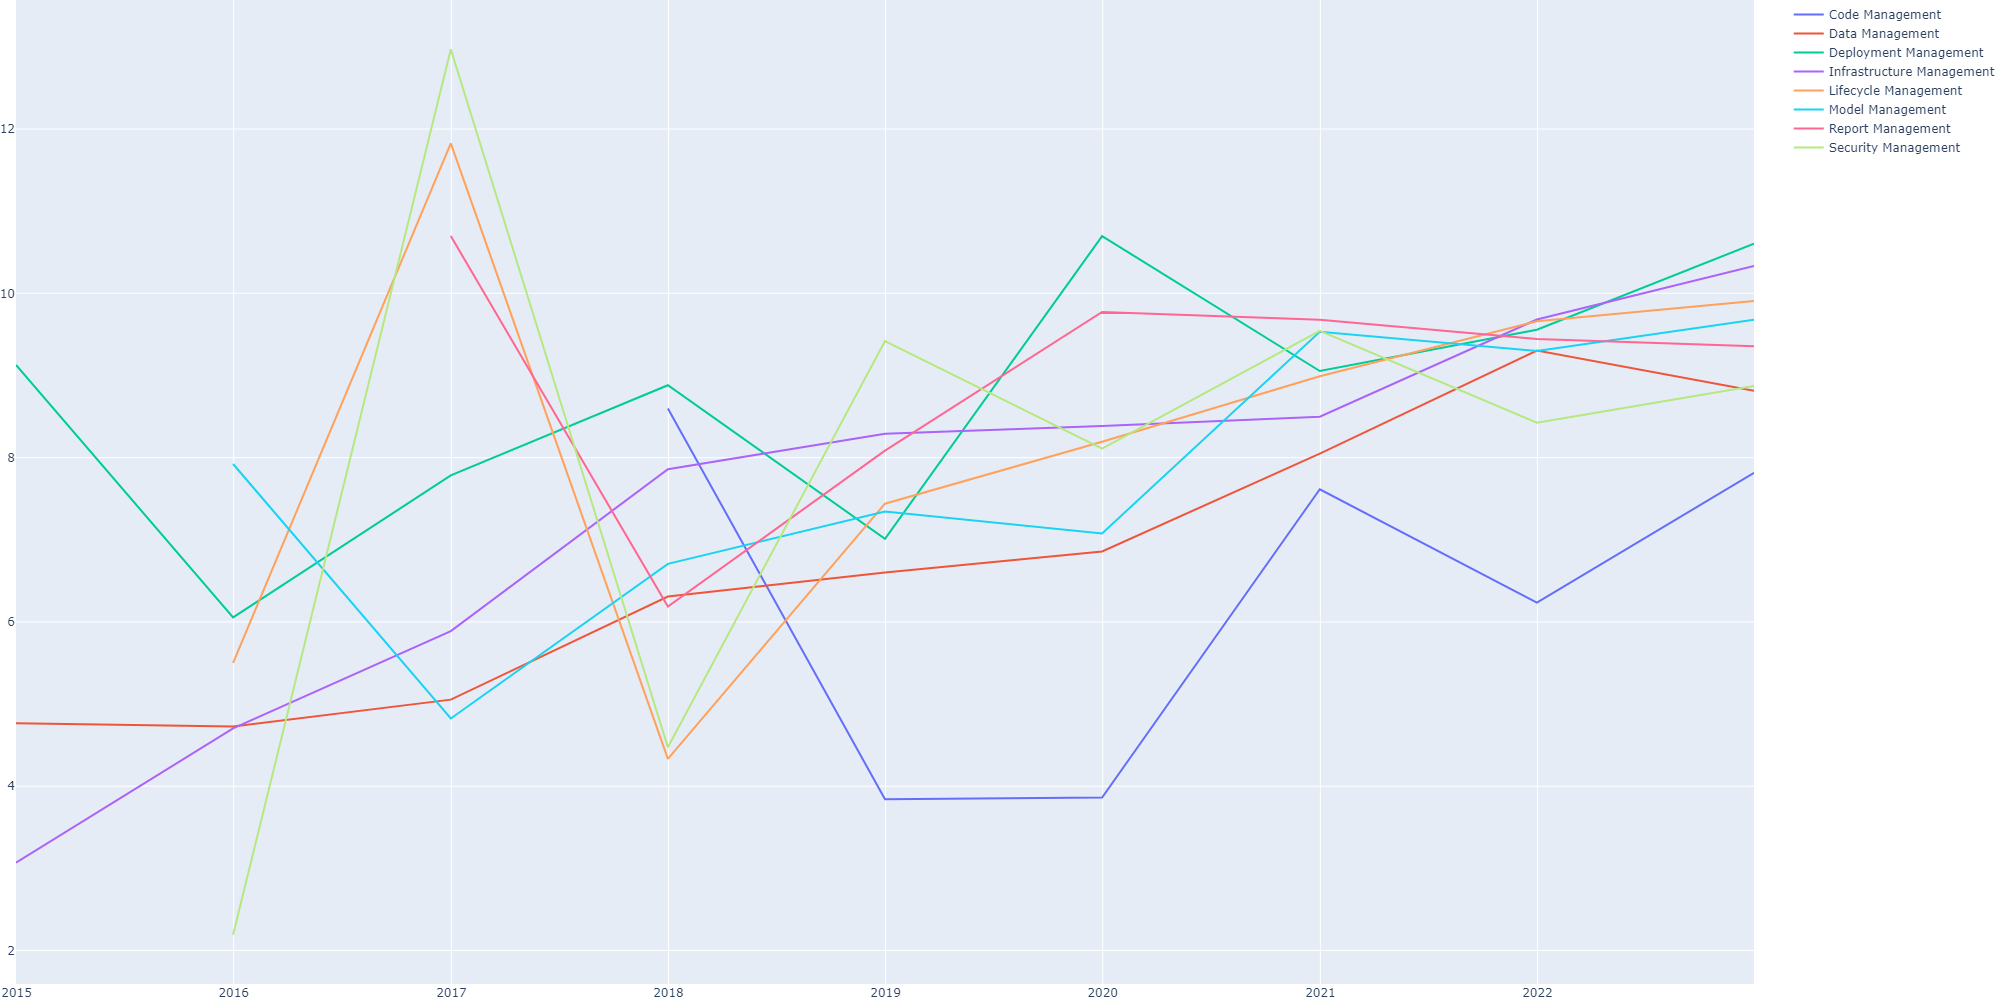 Code Management
Data Management
Deployment Management
Infrastructure Management
Lifecycle Management
Model Management
Report Management
Security Management
12
10
8
6
4
2
2015 2016 2017 2018 2019 2020 2021 2022